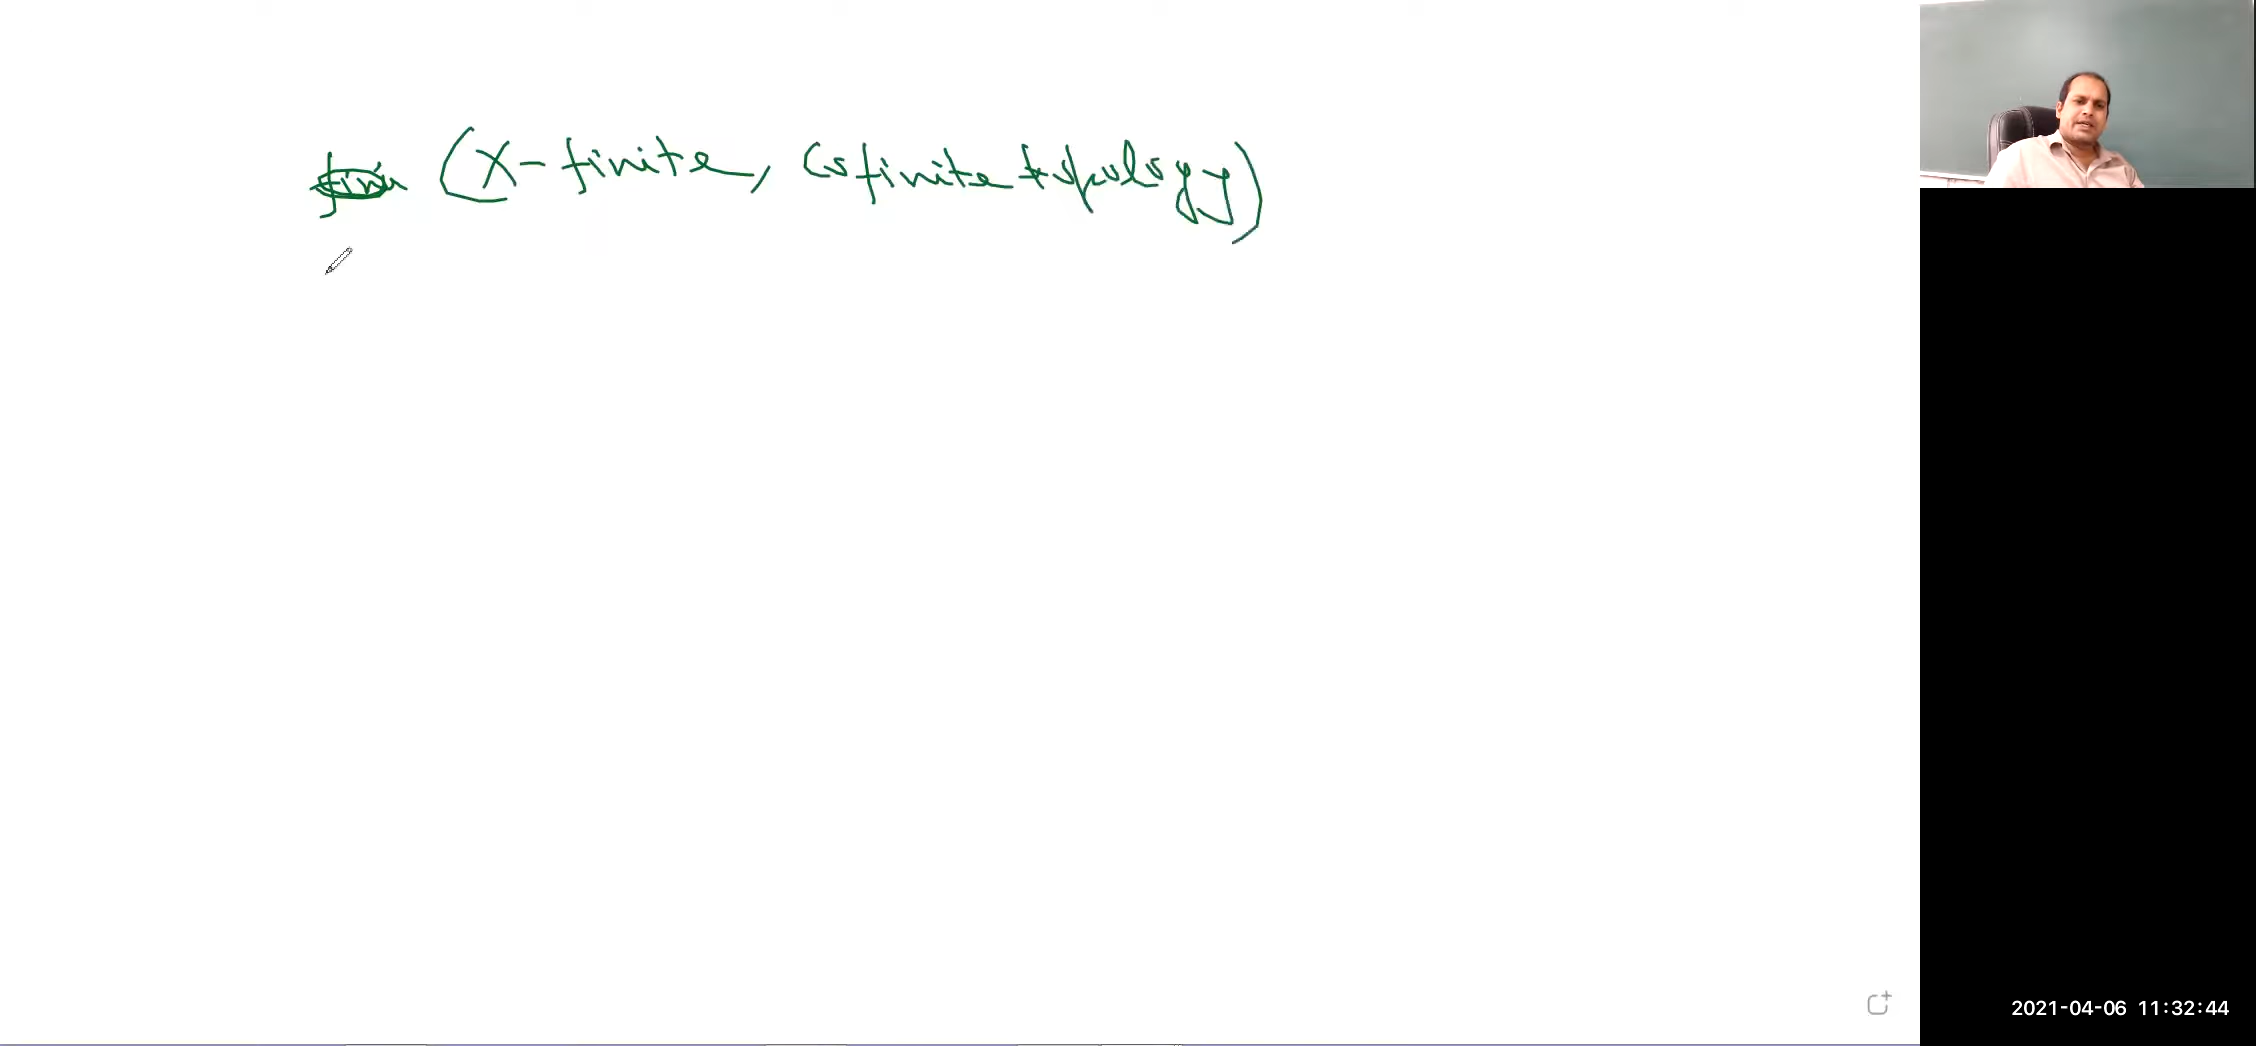 (X - finite, Cofinite topology)
2021-04-06 11:32:44